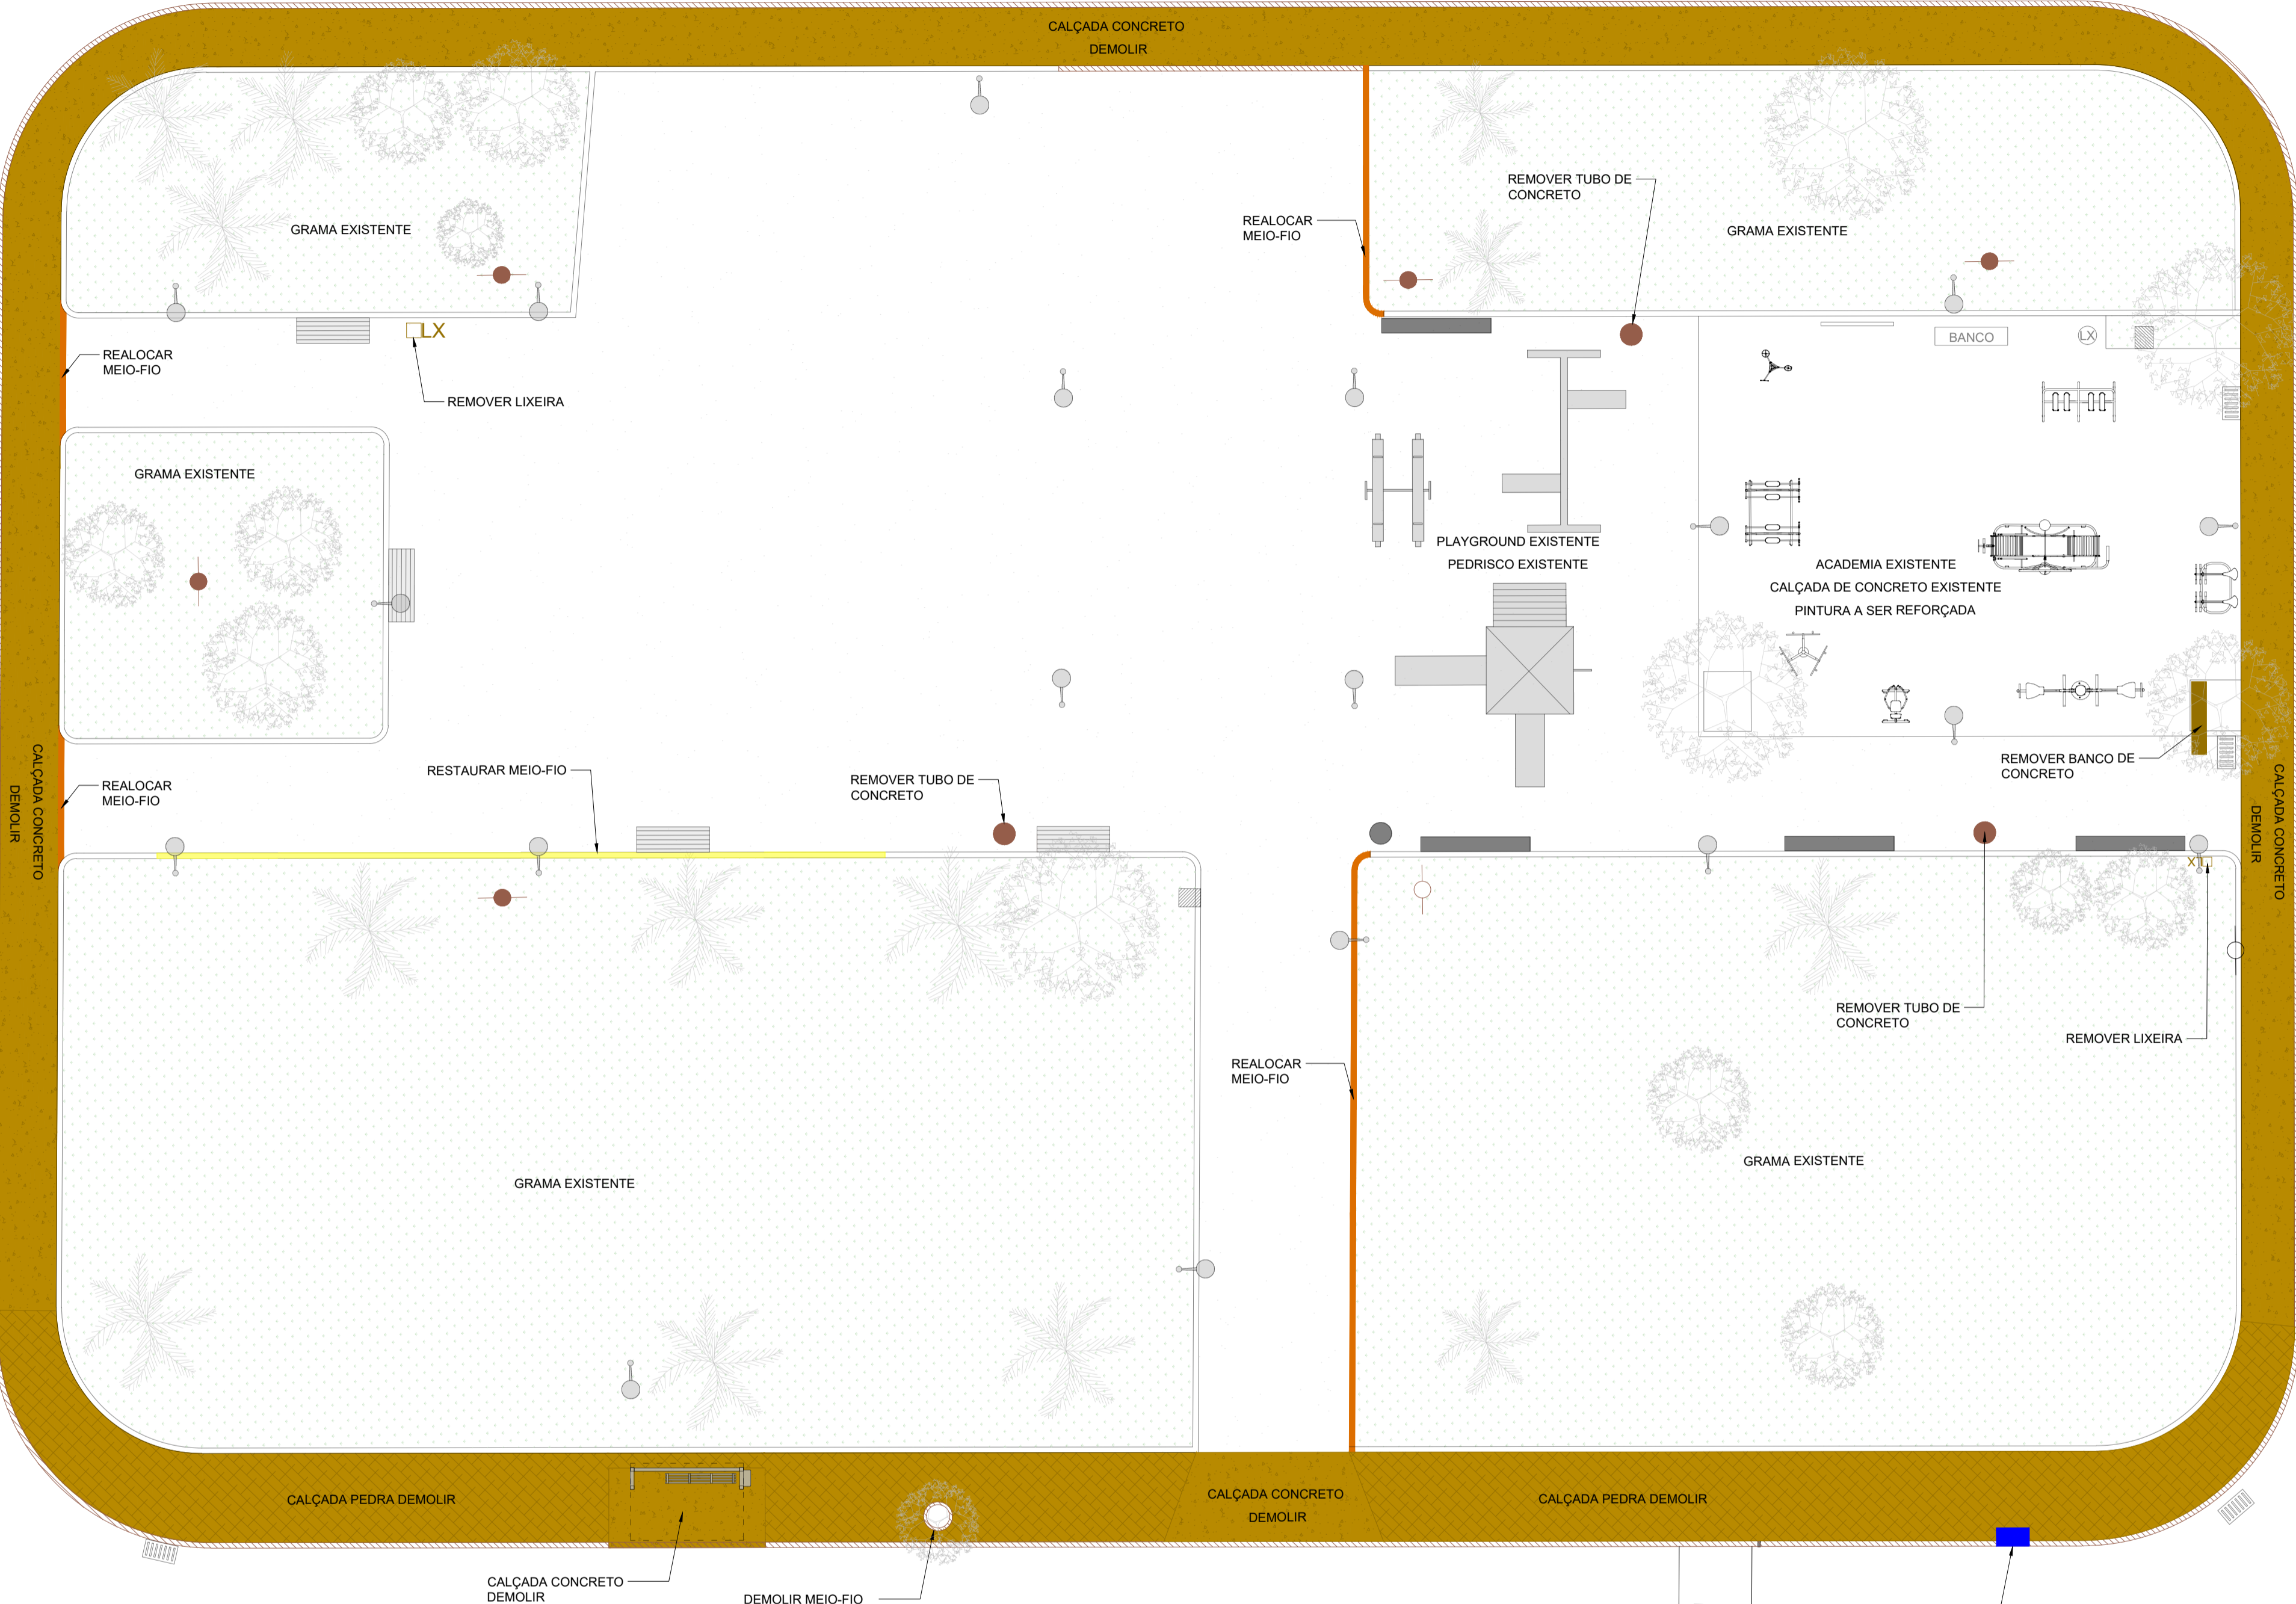 CALÇADA CONCRETO
DEMOLIR
REMOVER TUBO DE
CONCRETO
GRAMA EXISTENTE
REALOCAR
MEIO-FIO
GRAMA EXISTENTE
LX
BANCO
LX
REALOCAR
MEIO-FIO
REMOVER LIXEIRA
GRAMA EXISTENTE
PLAYGROUND EXISTENTE
PEDRISCO EXISTENTE
ACADEMIA EXISTENTE
CALÇADA DE CONCRETO EXISTENTE
PINTURA A SER REFORÇADA
CALÇADA CONCRETO
DEMOLIR
REALOCAR
MEIO-FIO
RESTAURAR MEIO-FIO
REMOVER TUBO DE
CONCRETO
REMOVER BANCO DE
CONCRETO
CALÇADA CONCRETO
DEMOLIR
LX
REMOVER TUBO DE
CONCRETO
REMOVER LIXEIRA
REALOCAR
MEIO-FIO
GRAMA EXISTENTE
GRAMA EXISTENTE
CALÇADA PEDRA DEMOLIR
CALÇADA CONCRETO
DEMOLIR
CALÇADA PEDRA DEMOLIR
CALÇADA CONCRETO
DEMOLIR
DEMOLIR MEIO-FIO